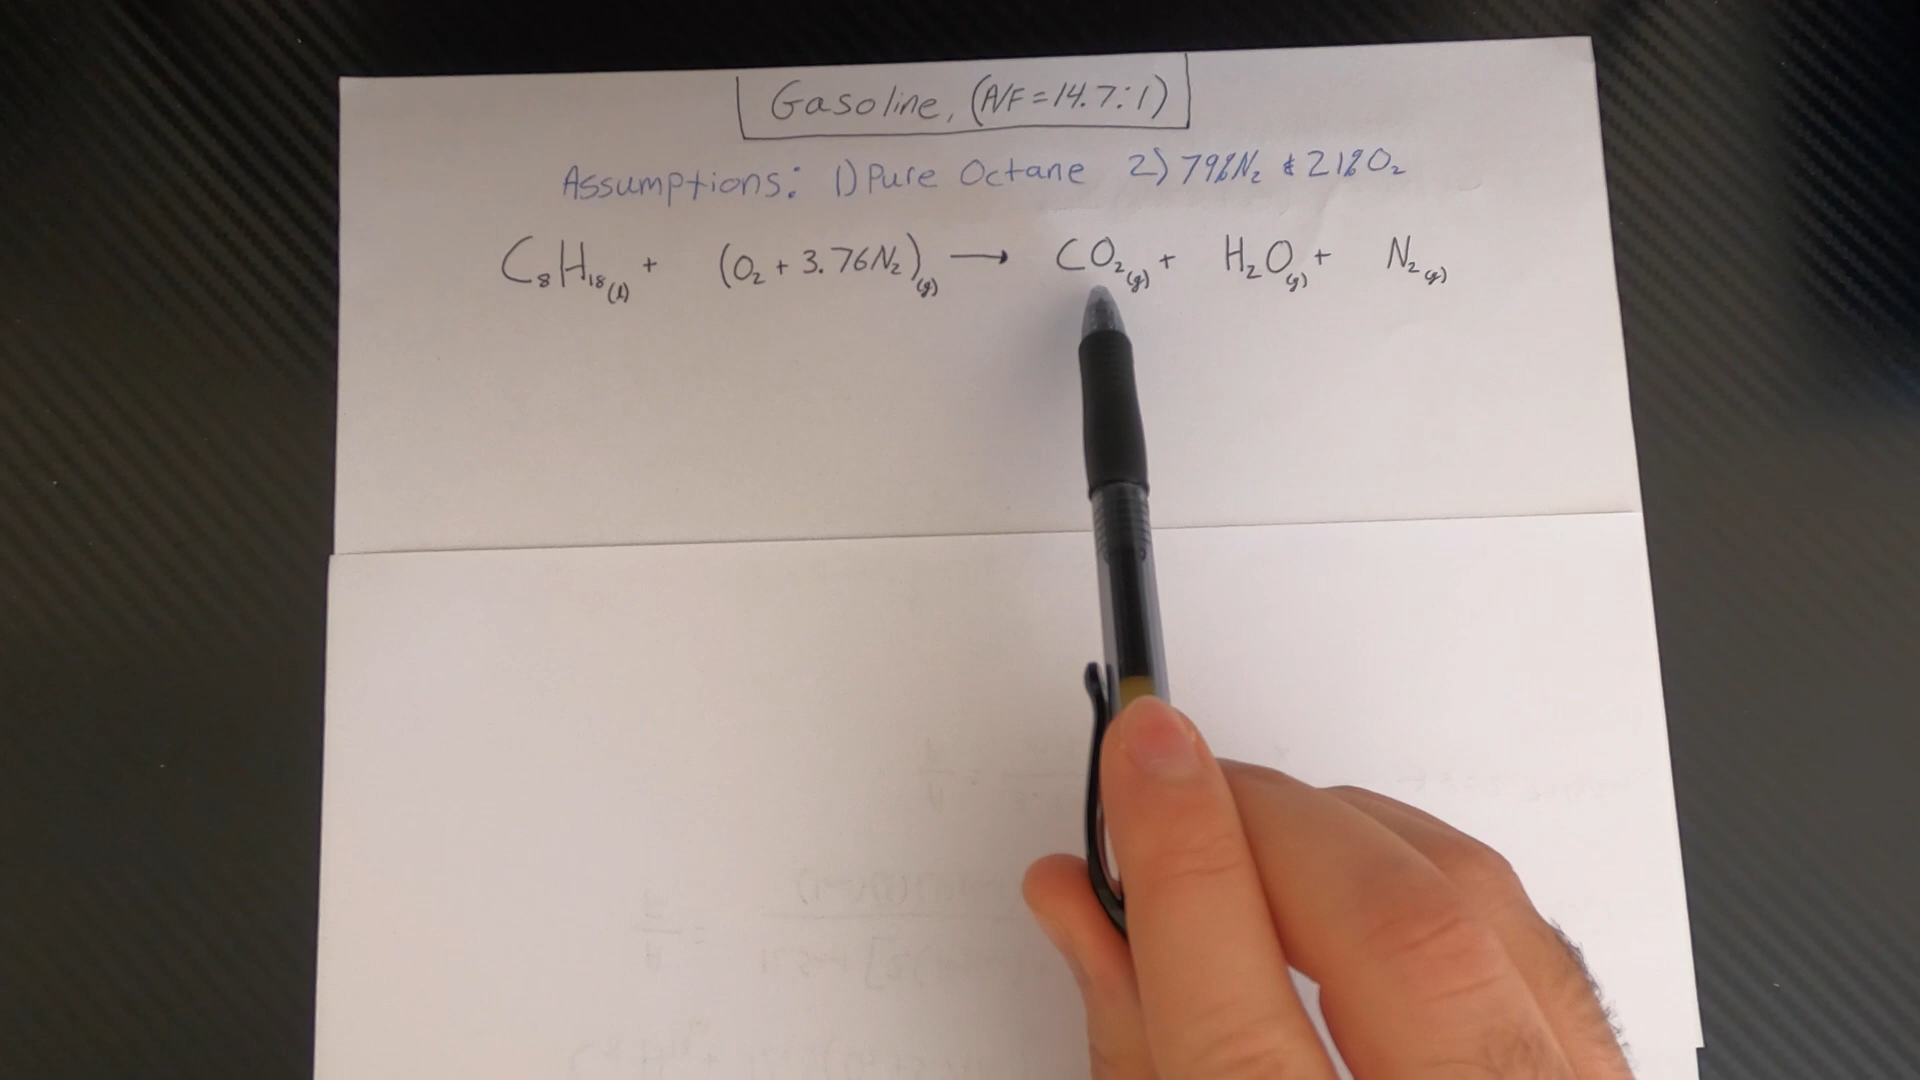 Gasoline, (A/F = 14.7:1)
Assumptions: 1) Pure Octane 2) 79% N₂ & 21% O₂
C₈H₁₈(l) + (O₂ + 3.76N₂)(g) → CO₂(g) + H₂O(g) + N₂(g)